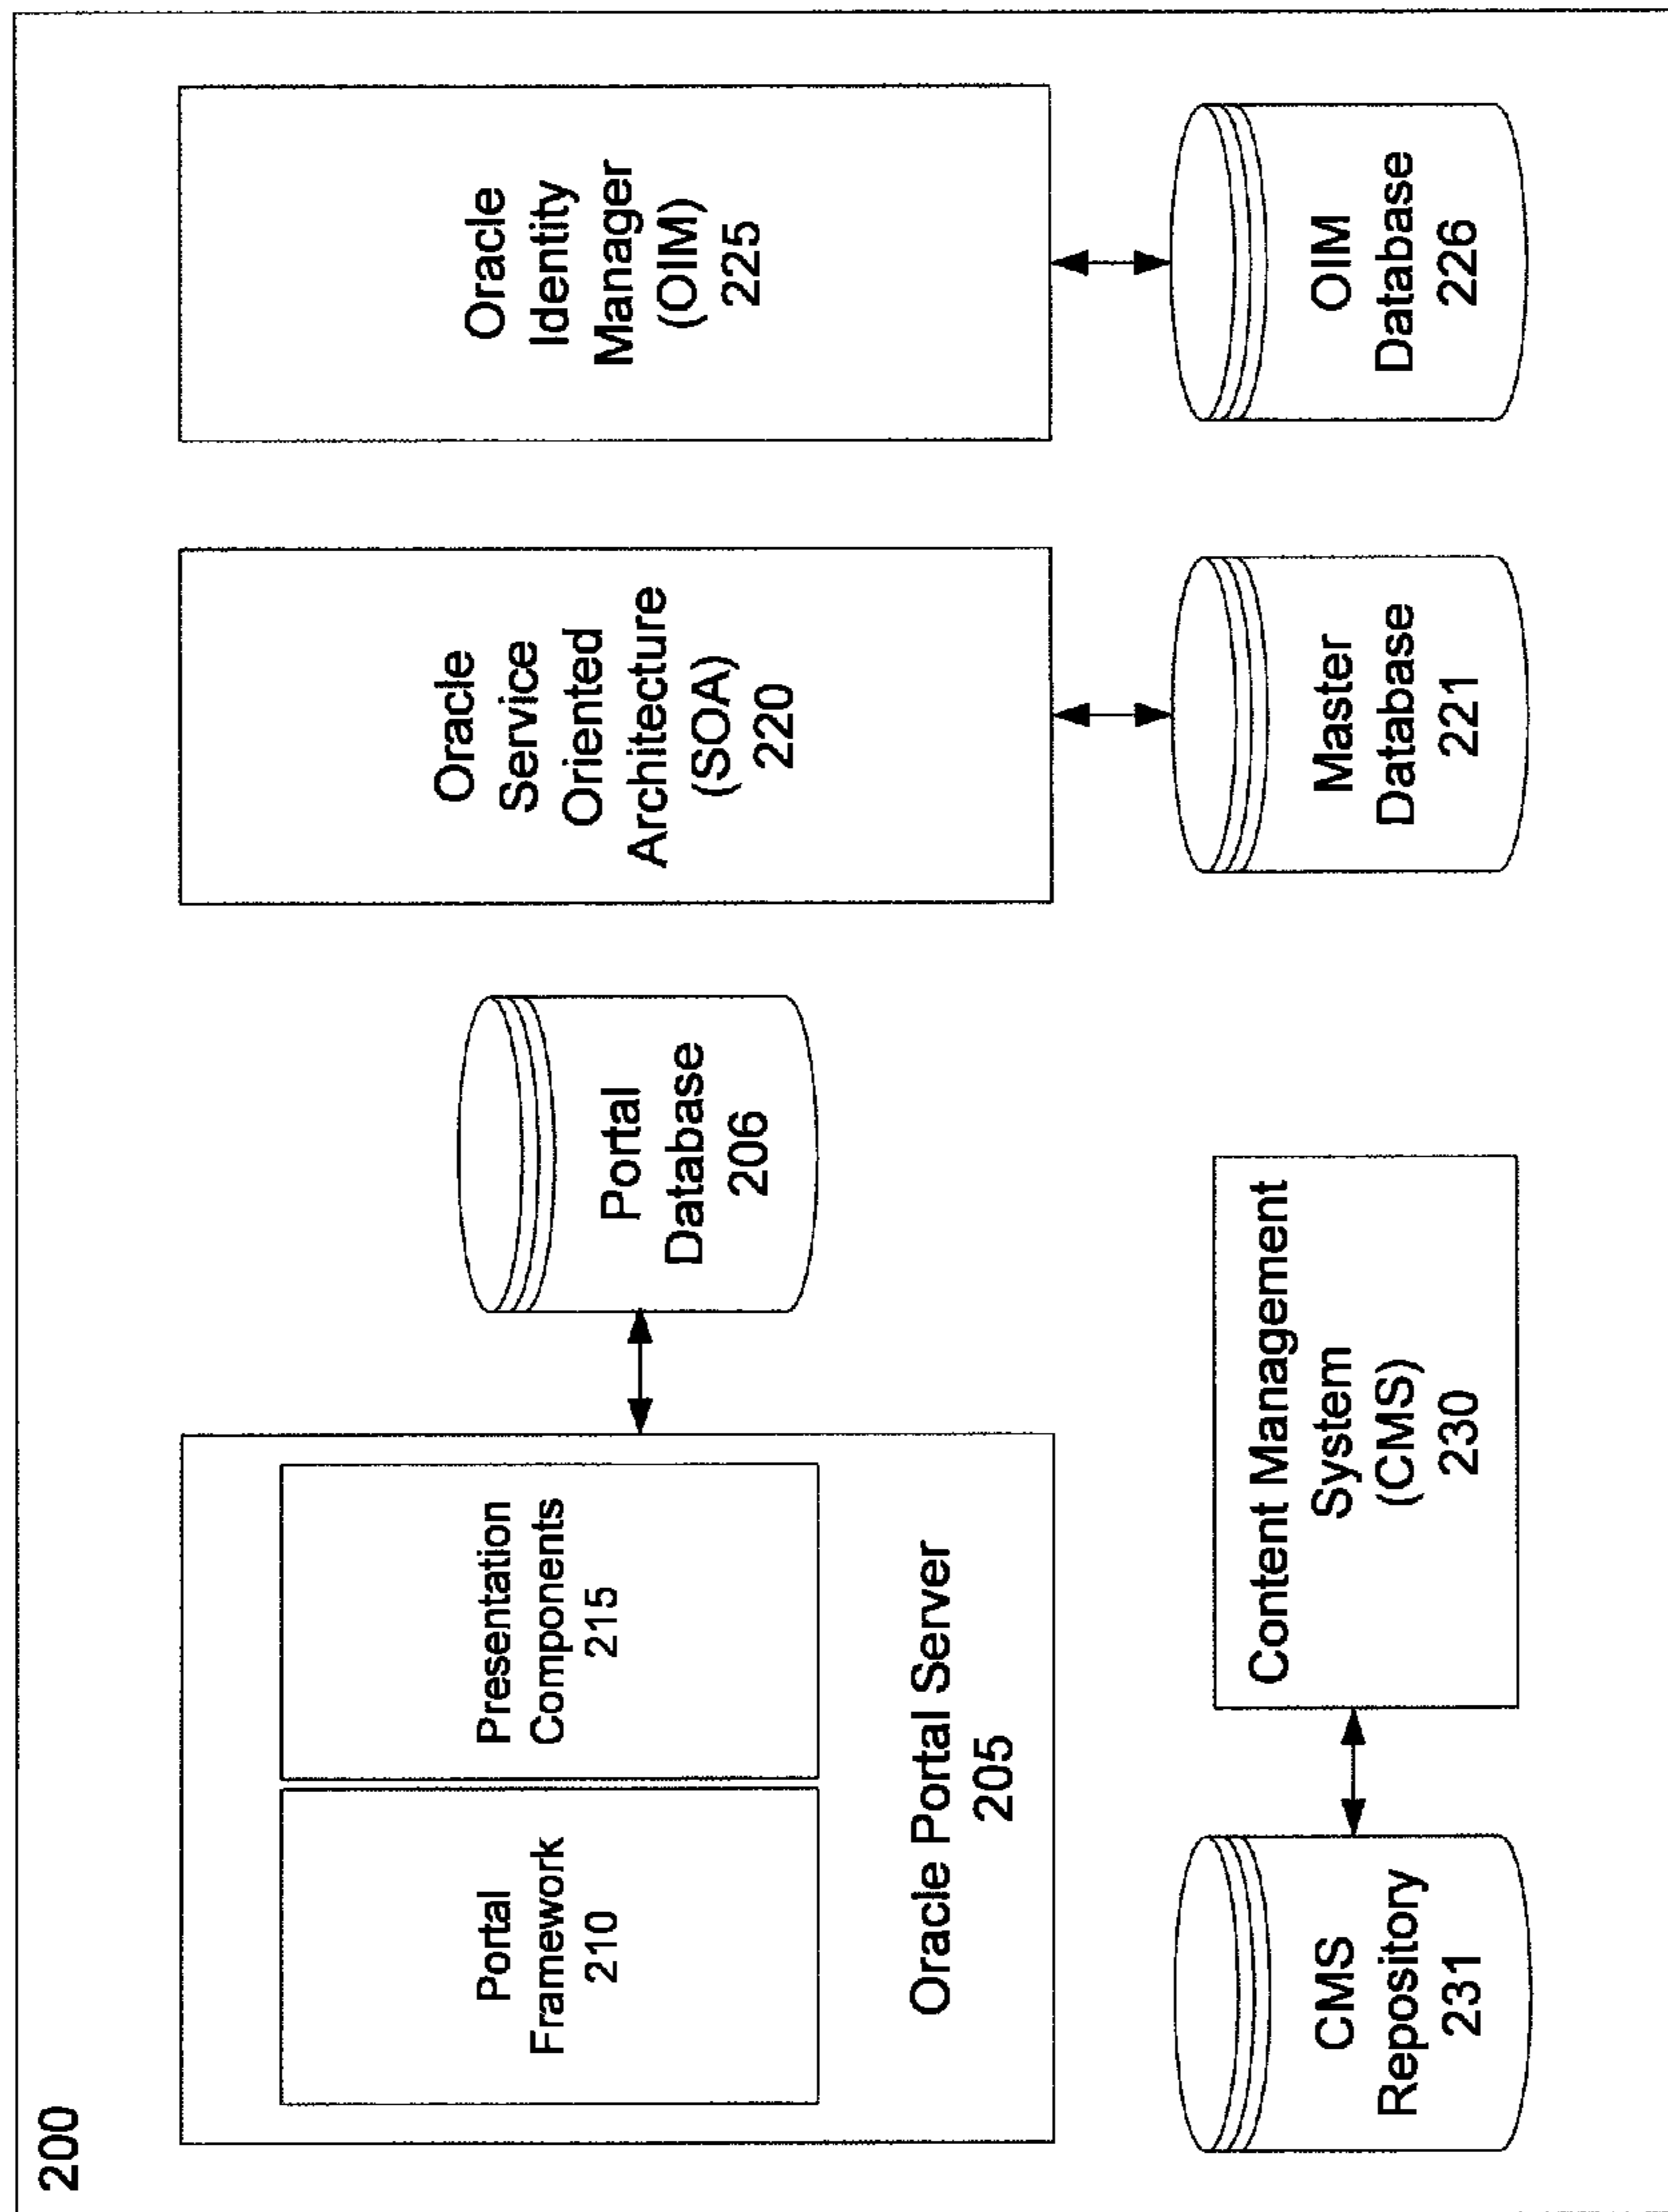 200
Portal
Framework
210
Presentation
Components
215
Oracle Portal Server
205
Portal
Database
206
Oracle
Service
Oriented
Architecture
(SOA)
220
Oracle
Identity
Manager
(OIM)
225
CMS
Repository
231
Content Management
System
(CMS)
230
Master
Database
221
OIM
Database
226